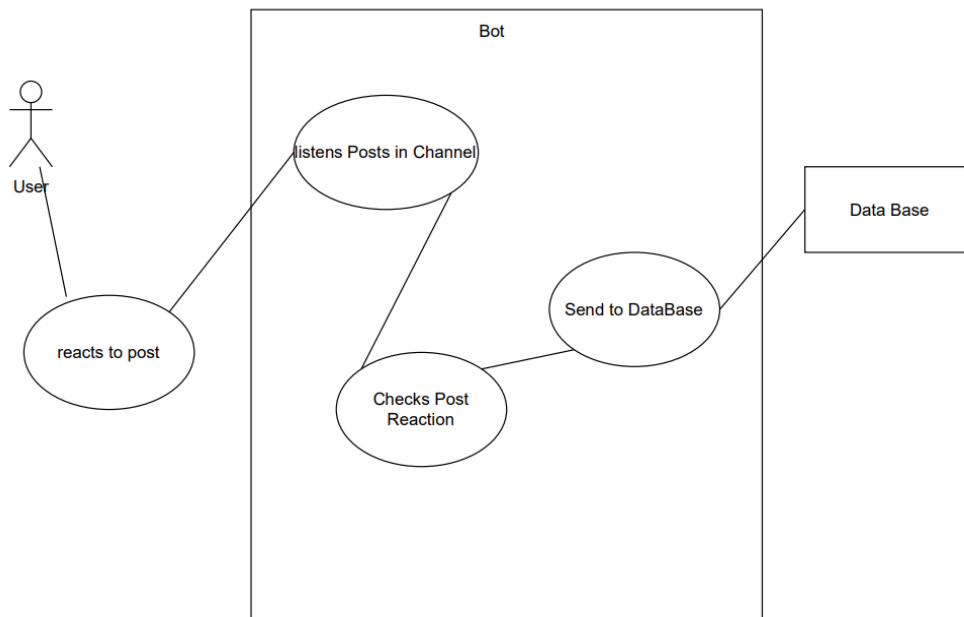 Bot
listens Posts in Channel
User
Data Base
Send to DataBase
reacts to post
Checks Post
Reaction